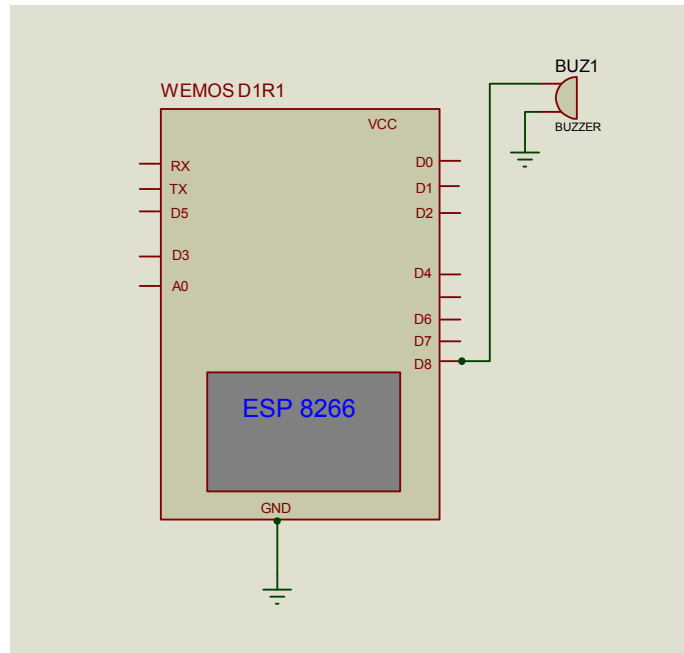 BUZ1
BUZZER
WEMOS D1R1
VCC
RX
TX
D5
D3
A0
D0
D1
D2
D4
D6
D7
D8
ESP 8266
GND